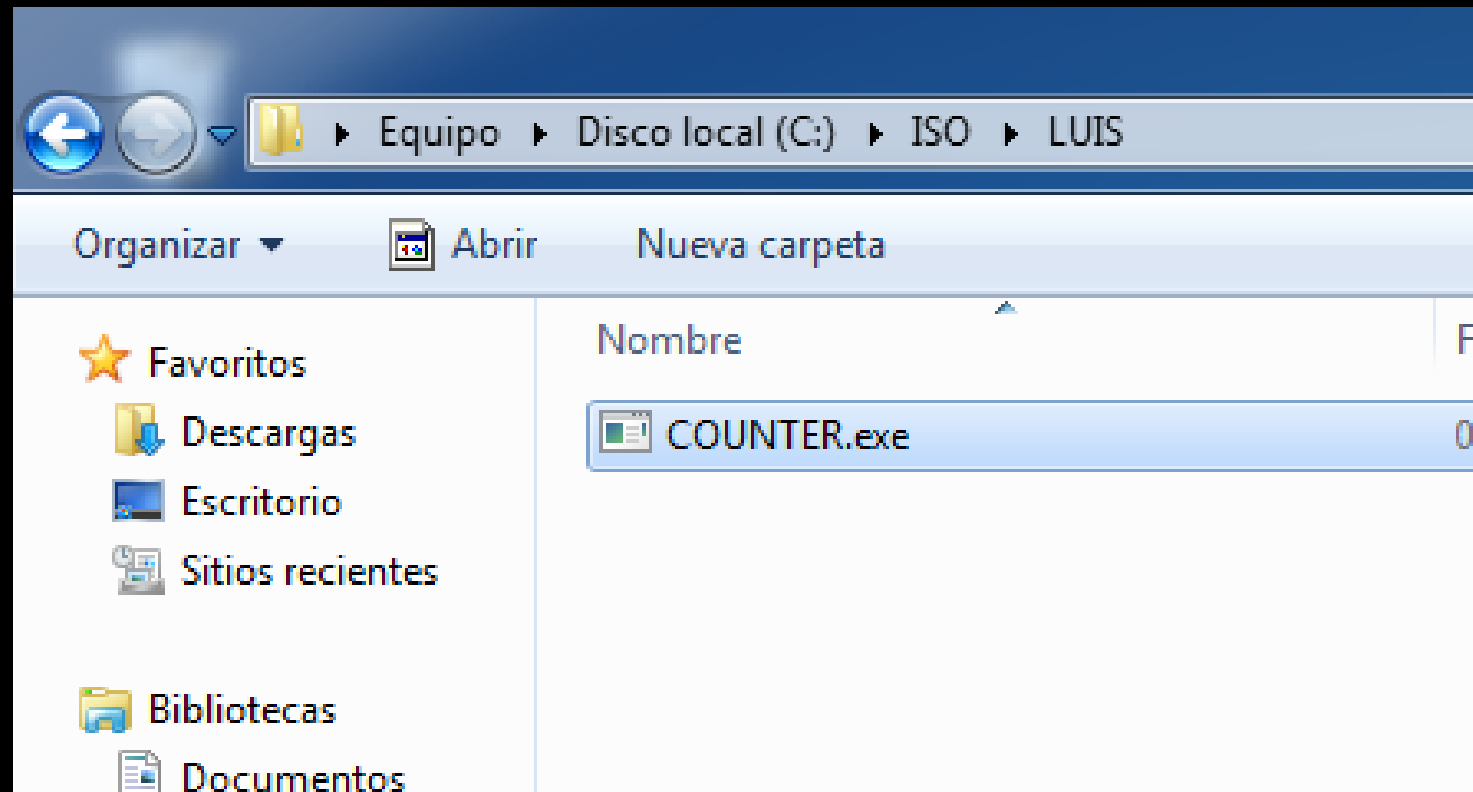 Equipo Disco local (C:) ISO LUIS
Organizar Abrir Nueva carpeta
Nombre
Favoritos
COUNTER.exe
Descargas
Escritorio
Sitios recientes
Bibliotecas
Documentos